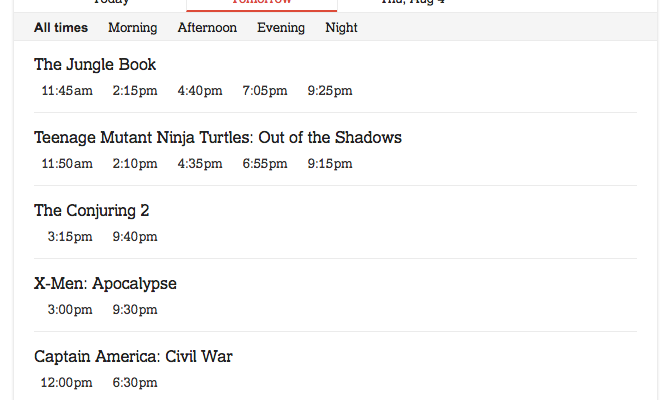 Today Tomorrow Thu, Aug 4
All times Morning Afternoon Evening Night
The Jungle Book
11:45am 2:15pm 4:40pm 7:05pm 9:25pm
Teenage Mutant Ninja Turtles: Out of the Shadows
11:50am 2:10pm 4:35pm 6:55pm 9:15pm
The Conjuring 2
3:15pm 9:40pm
X-Men: Apocalypse
3:00pm 9:30pm
Captain America: Civil War
12:00pm 6:30pm